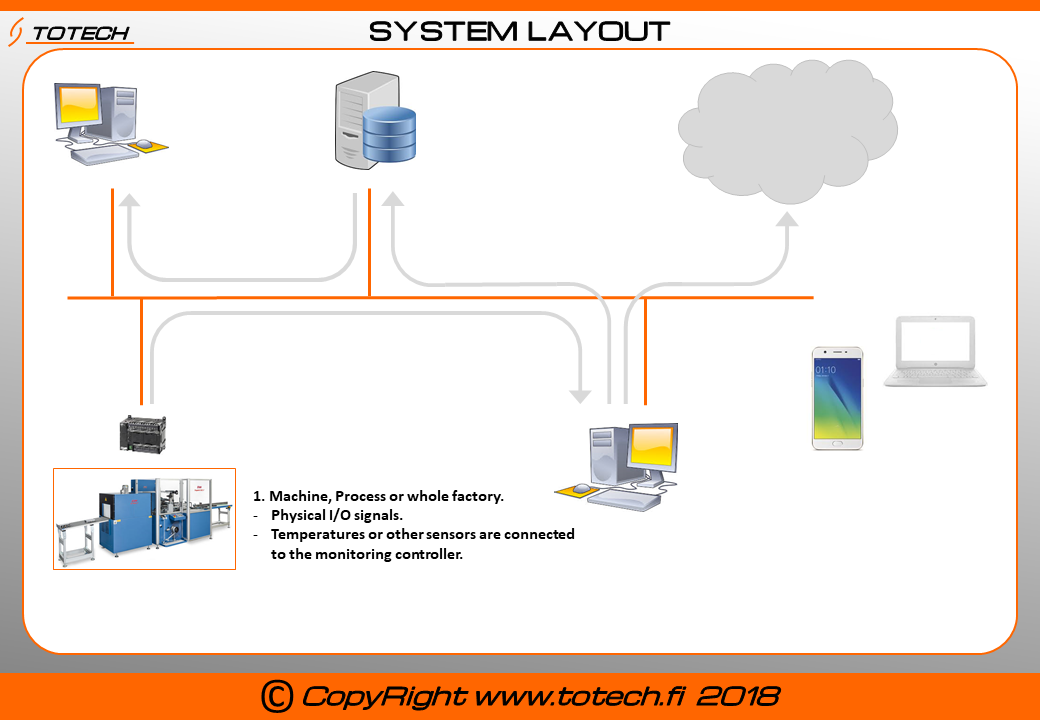 TOTECH
SYSTEM LAYOUT
01:10
1. Machine, Process or whole factory.
- Physical I/O signals.
- Temperatures or other sensors are connected
to the monitoring controller.
© CopyRight www.totech.fi 2018